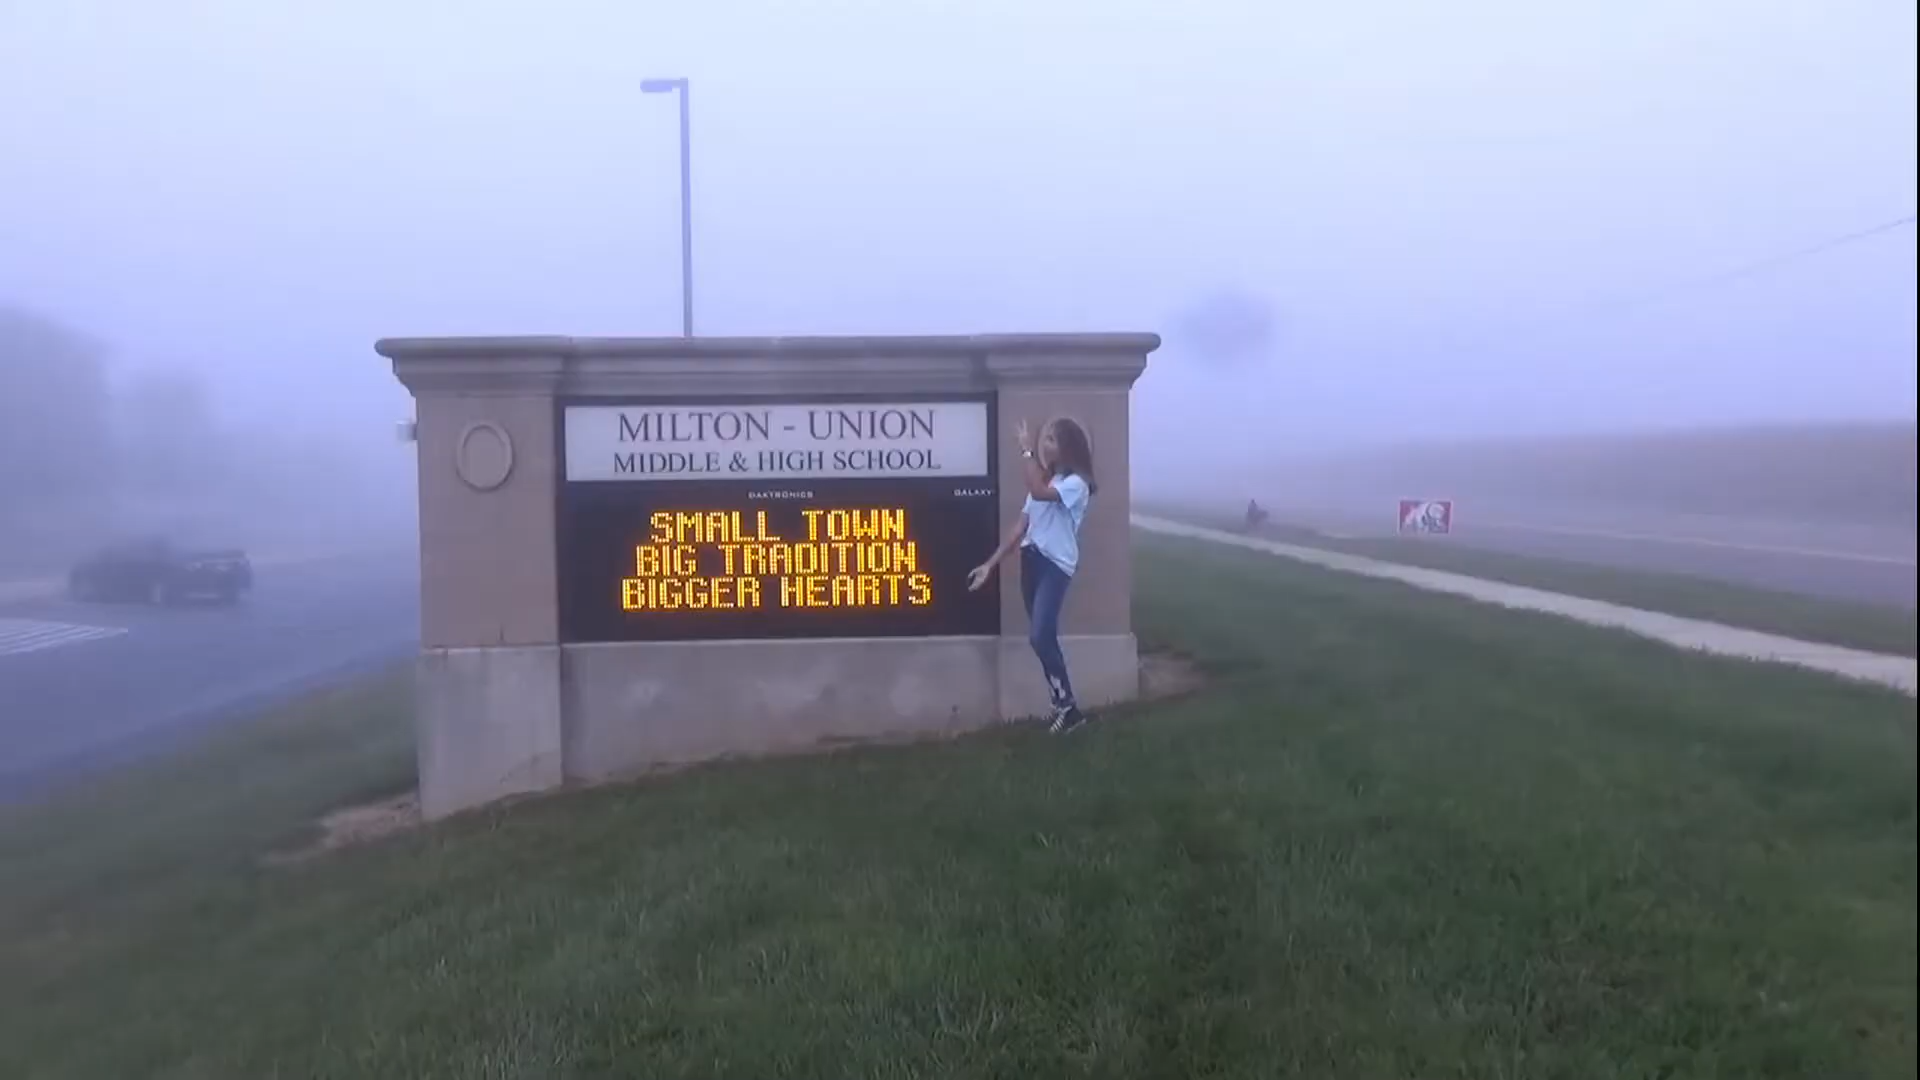 MILTON - UNION
MIDDLE & HIGH SCHOOL
DAKTRONICS GALAXY
SMALL TOWN
BIG TRADITION
BIGGER HEARTS